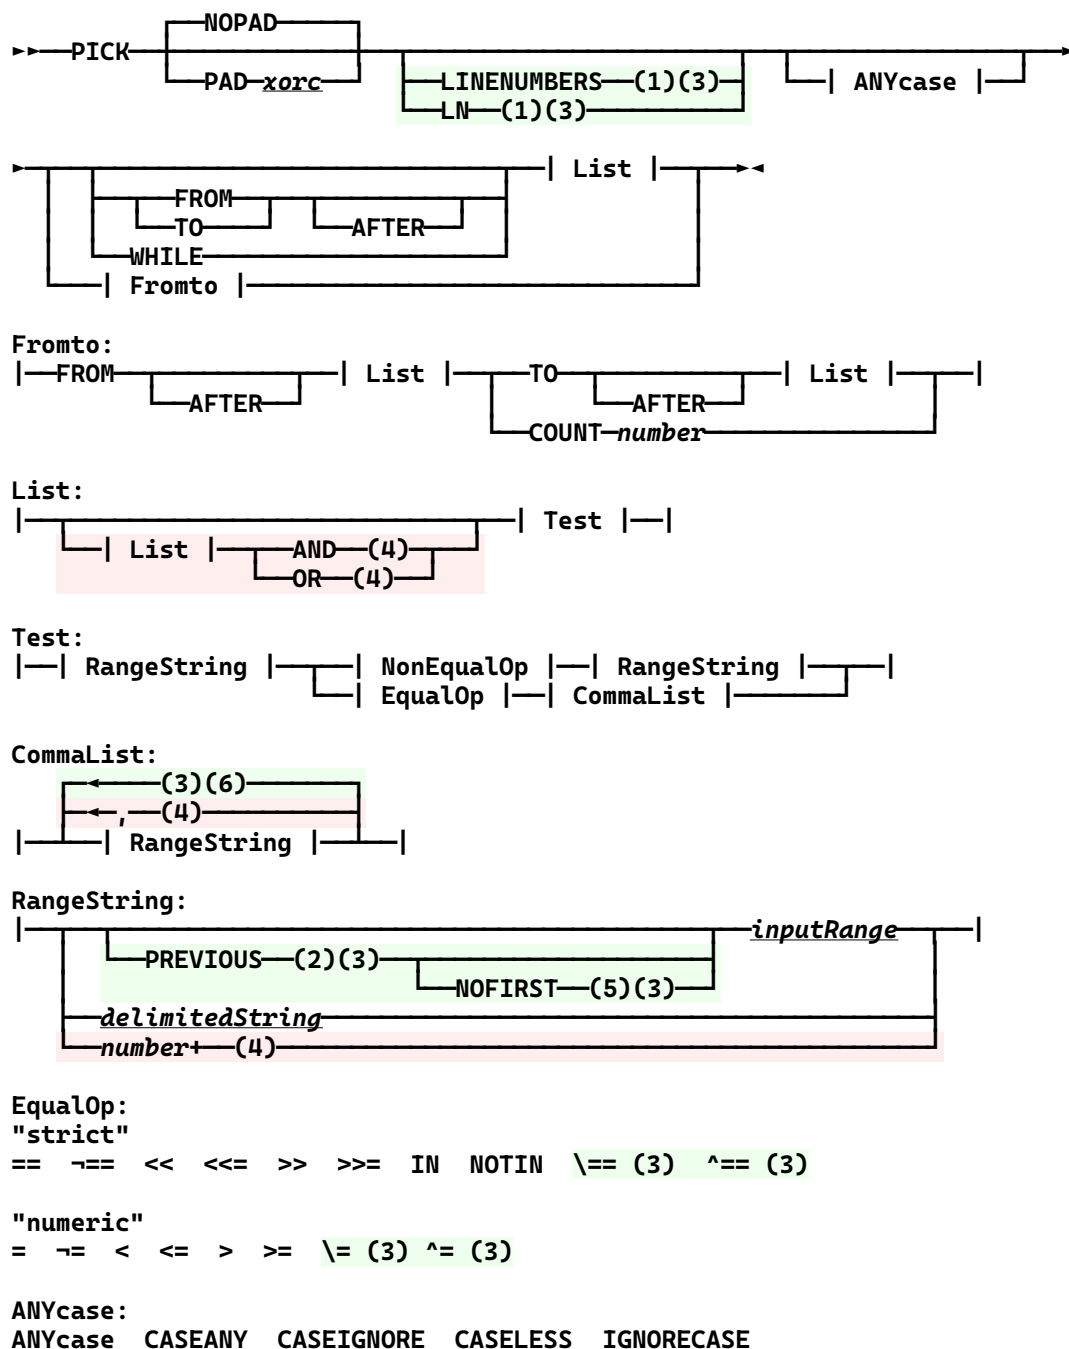 NOPAD
PICK
PAD xorc
LINENUMBERS (1)(3)
| ANYcase |
LN (1)(3)
| List |
FROM
TO
AFTER
WHILE
| Fromto |
Fromto:
FROM | List | TO | List |
AFTER AFTER
COUNT number
List:
| Test |
| List | AND (4)
OR (4)
Test:
| RangeString | | NonEqualOp | | RangeString |
| EqualOp | | CommaList |
CommaList:
(3)(6)
, (4)
| RangeString |
RangeString:
inputRange
PREVIOUS (2)(3)
NOFIRST (5)(3)
delimitedString
number+ (4)
EqualOp:
"strict"
== ¬== << <<= >> >>= IN NOTIN \== (3) ^== (3)
"numeric"
= ¬= < <= > >= \= (3) ^= (3)
ANYcase:
ANYcase CASEANY CASEIGNORE CASELESS IGNORECASE